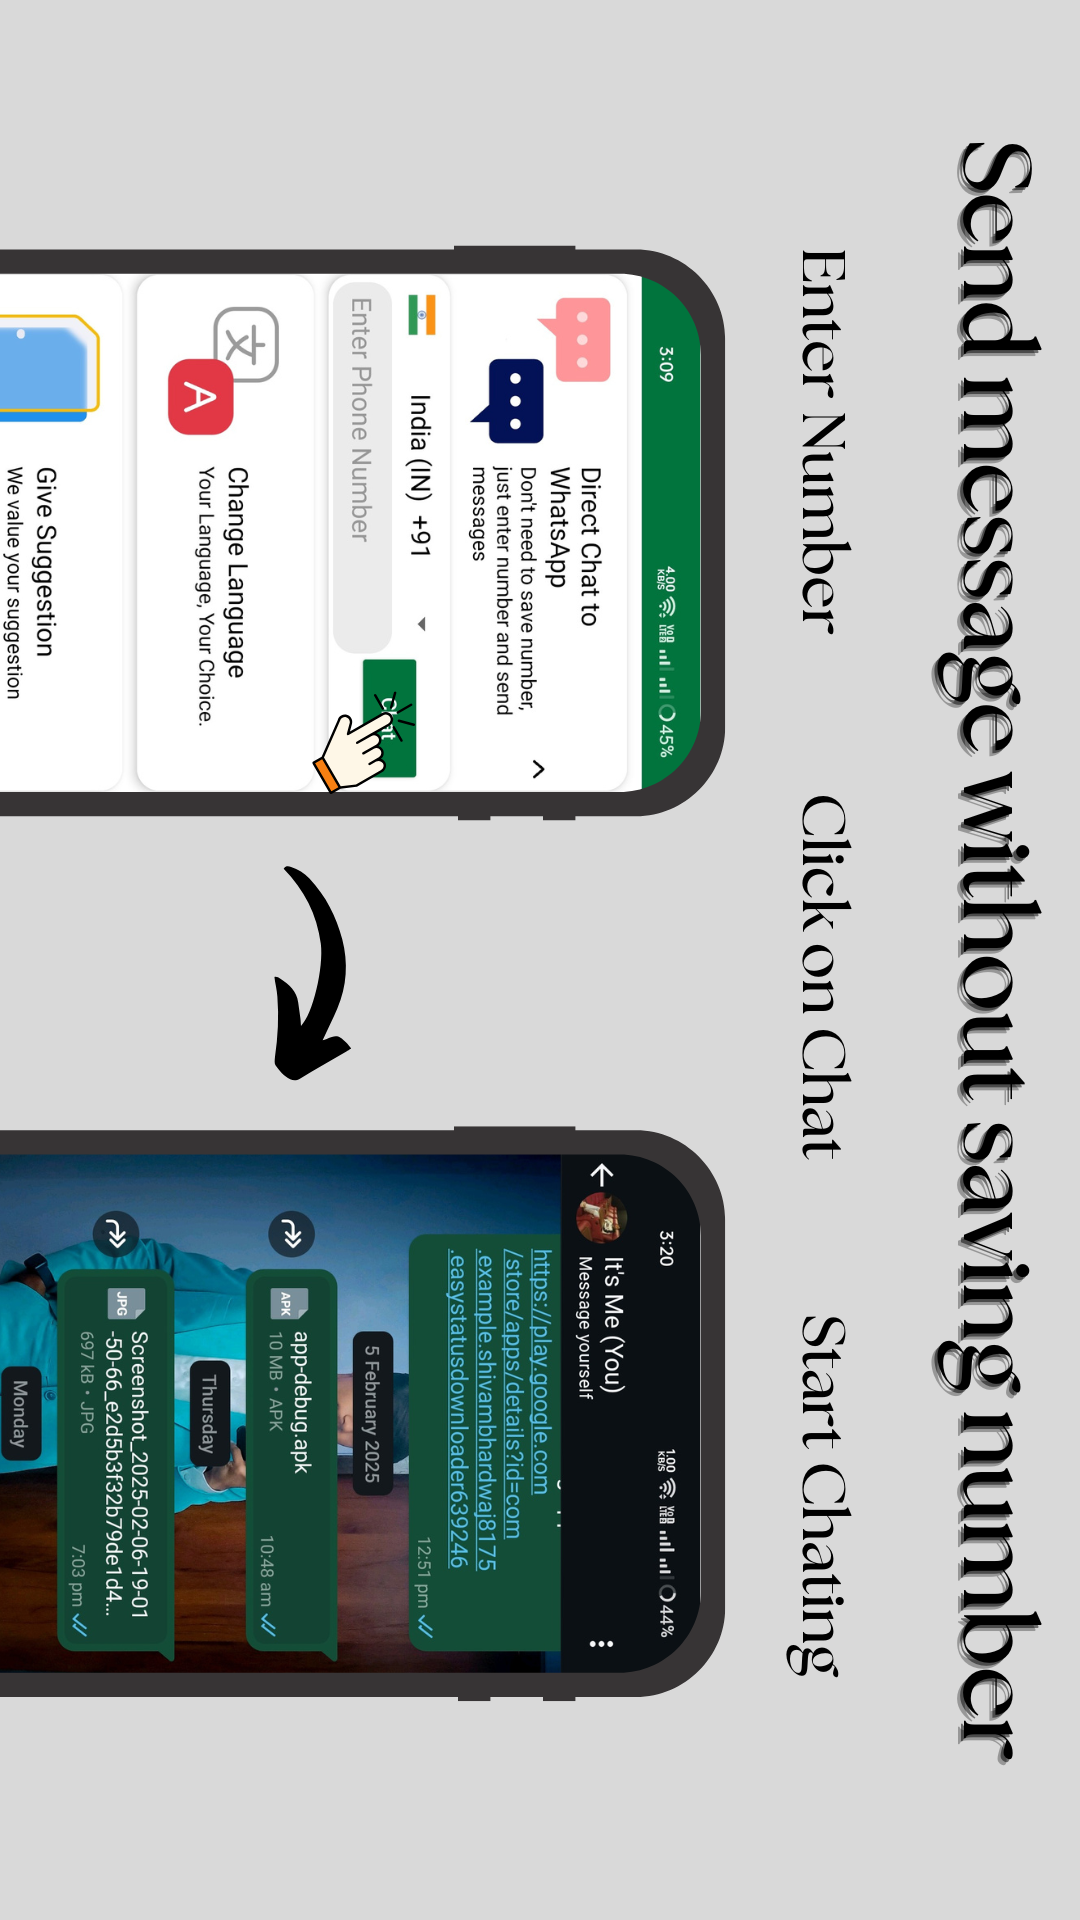 Send message without saving number
Enter Number
Click on Chat
Start Chating
3:09
4.00
KB/S
Vo))
LTE
45%
Direct Chat to
WhatsApp
Don't need to save number,
just enter number and send
messages
India (IN) +91
Enter Phone Number
Change Language
Your Language, Your Choice.
A
Give Suggestion
We value your suggestion
3:20
1.00
KB/S
44%
It's Me (You)
Message yourself
https://play.google.com
/store/apps/details?id=com
.example.shivambhardwaj8175
.easystatusdownloader639246
12:51 pm
5 February 2025
APK
app-debug.apk
10 MB • APK
10:48 am
Thursday
JPG
Screenshot_2025-02-06-19-01
-50-66_e2d5b3f32b79de1d4...
697 kB • JPG
7:03 pm
Monday